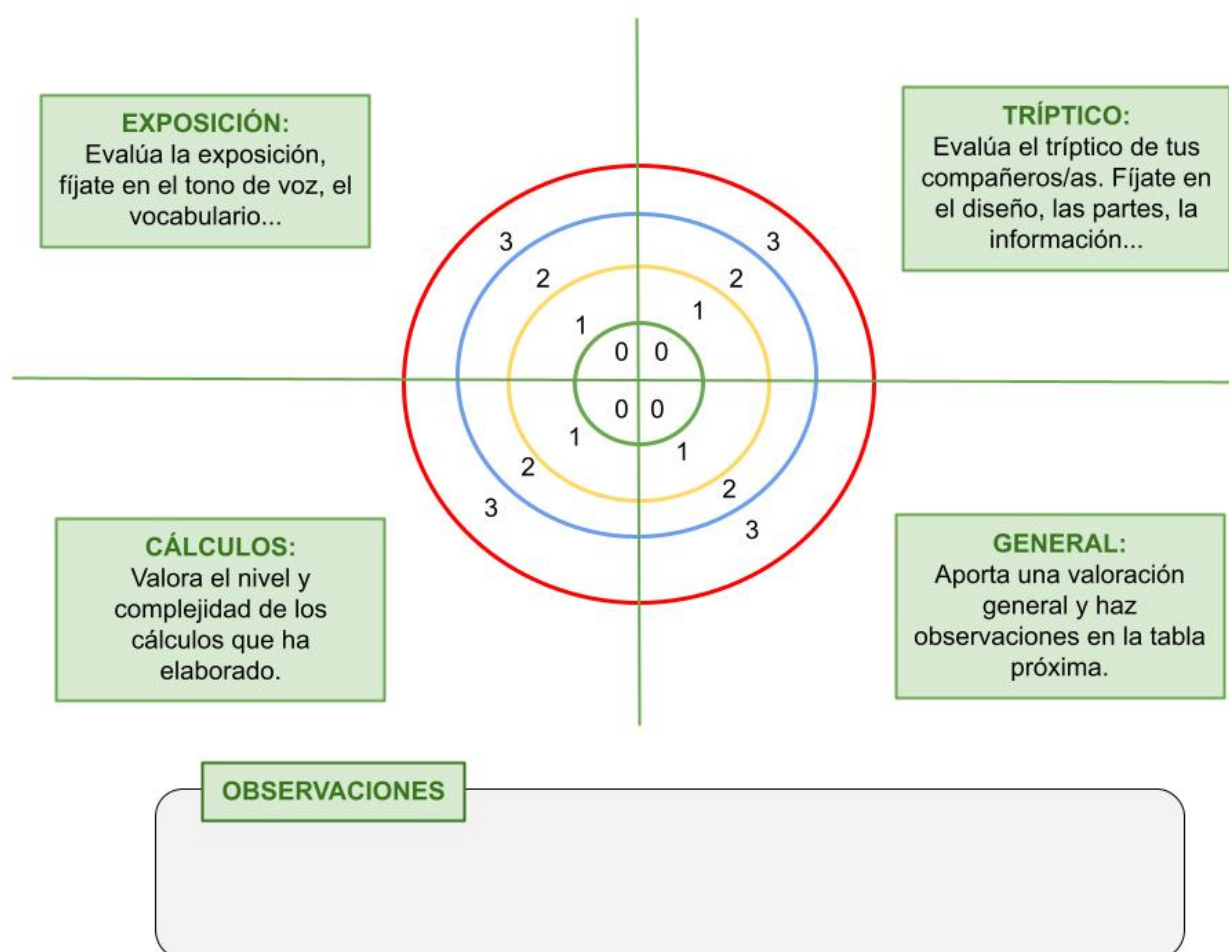 EXPOSICIÓN:
Evalúa la exposición,
fíjate en el tono de voz, el
vocabulario...
TRÍPTICO:
Evalúa el tríptico de tus
compañeros/as. Fíjate en
el diseño, las partes, la
información...
3
3
2
2
1
1
0
0
0
0
1
1
2
2
3
3
CÁLCULOS:
Valora el nivel y
complejidad de los
cálculos que ha
elaborado.
GENERAL:
Aporta una valoración
general y haz
observaciones en la tabla
próxima.
OBSERVACIONES